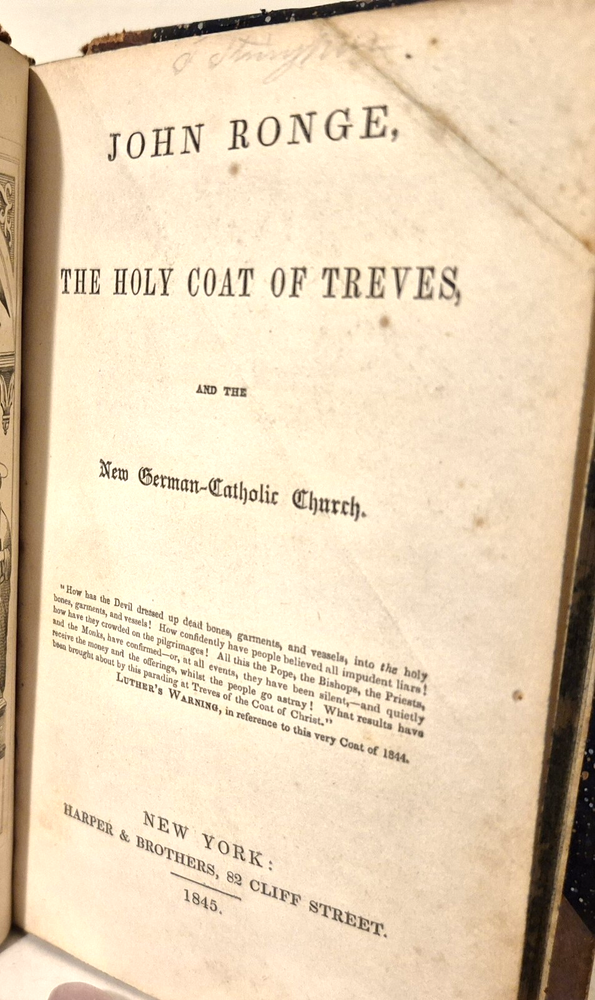 JOHN RONGE,
THE HOLY COAT OF TREVES,
AND THE
New German-Catholic Church.
"How has the Devil dressed up dead bones, garments, and vessels, into the holy
bones, garments, and vessels! How confidently have people believed all impudent liars!
how have they crowded on the pilgrimages! All this the Pope, the Bishops, the Priests,
and the Monks, have confirmed—or, at all events, they have been silent,—and quietly
receive the money and the offerings, whilst the people go astray! What results have
been brought about by this parading at Treves of the Coat of Christ."
LUTHER'S WARNING, in reference to this very Coat of 1844.
NEW YORK:
HARPER & BROTHERS, 82 CLIFF STREET.
1845.